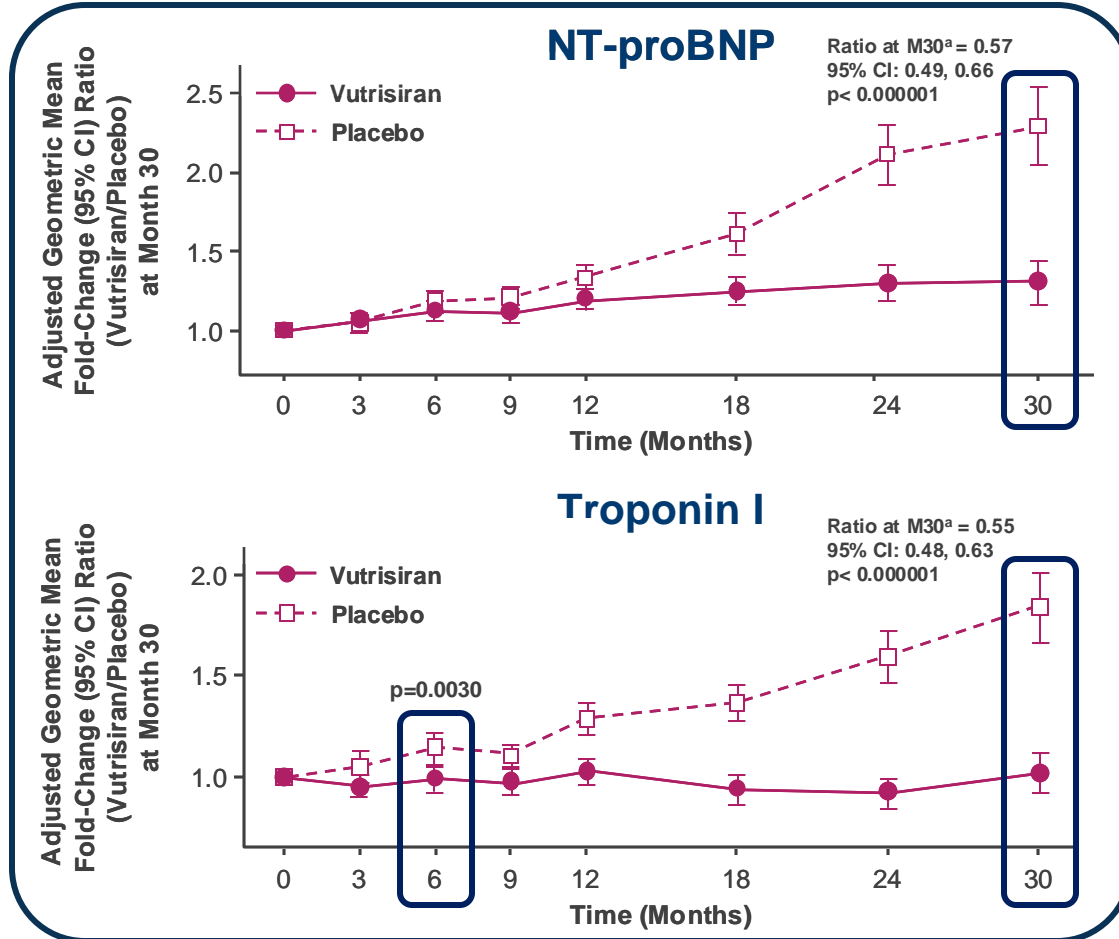 NT-proBNP
Ratio at M30ᵃ = 0.57
95% CI: 0.49, 0.66
p< 0.000001
Adjusted Geometric Mean
Fold-Change (95% CI) Ratio
(Vutrisiran/Placebo)
at Month 30
Vutrisiran
Placebo
2.5
2.0
1.5
1.0
0 3 6 9 12 18 24 30
Time (Months)
Troponin I
Ratio at M30ᵃ = 0.55
95% CI: 0.48, 0.63
p< 0.000001
Adjusted Geometric Mean
Fold-Change (95% CI) Ratio
(Vutrisiran/Placebo)
at Month 30
Vutrisiran
Placebo
2.0
1.5
1.0
p=0.0030
0 3 6 9 12 18 24 30
Time (Months)